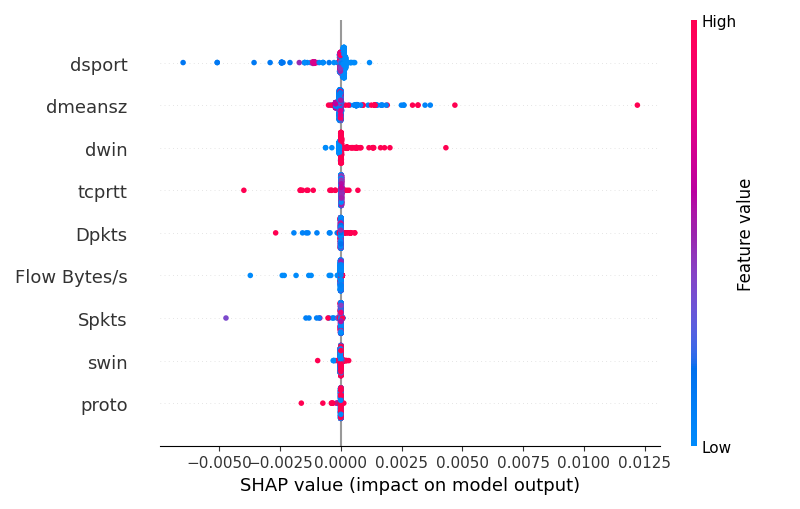 High
dsport
dmeansz
dwin
tcprtt
Dpkts
Flow Bytes/s
Spkts
swin
proto
Feature value
Low
−0.0050 −0.0025 0.0000 0.0025 0.0050 0.0075 0.0100 0.0125
SHAP value (impact on model output)